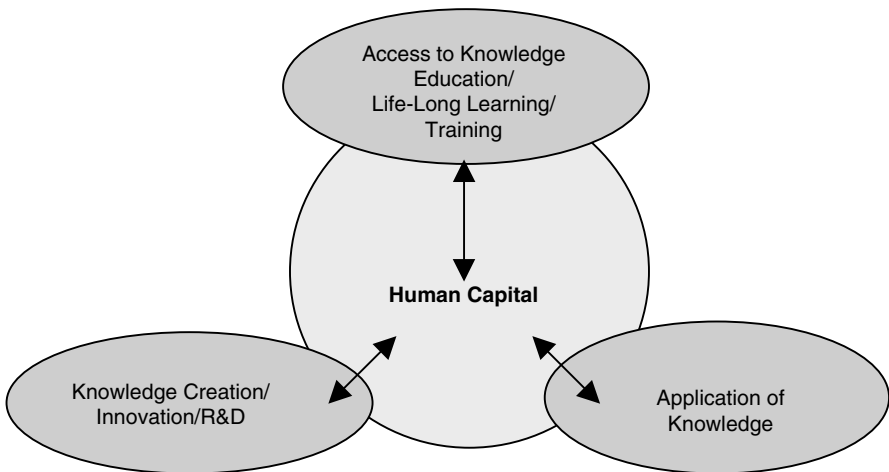 Access to Knowledge
Education/
Life-Long Learning/
Training
Human Capital
Knowledge Creation/
Innovation/R&D
Application of
Knowledge